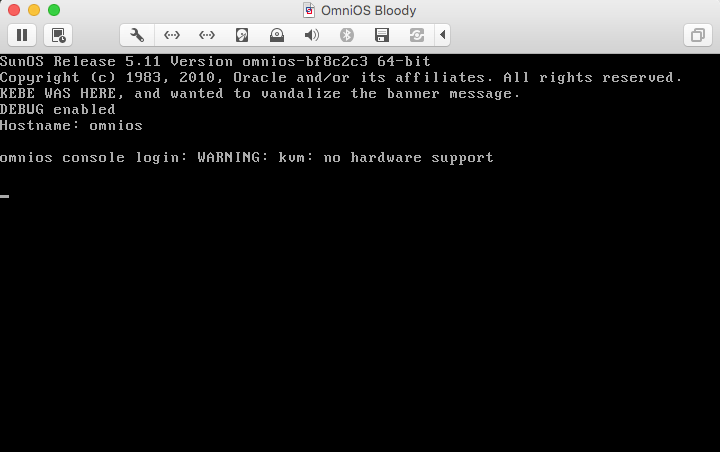 OmniOS Bloody
SunOS Release 5.11 Version omnios-bf8c2c3 64-bit
Copyright (c) 1983, 2010, Oracle and/or its affiliates. All rights reserved.
KEBE WAS HERE, and wanted to vandalize the banner message.
DEBUG enabled
Hostname: omnios
omnios console login: WARNING: kvm: no hardware support